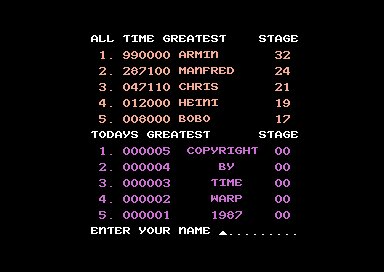 ALL TIME GREATEST STAGE
1. 990000 ARMIN 32
2. 287100 MANFRED 24
3. 047110 CHRIS 21
4. 012000 HEINI 19
5. 008000 BOBO 17
TODAYS GREATEST STAGE
1. 000005 COPYRIGHT 00
2. 000004 BY 00
3. 000003 TIME 00
4. 000002 WARP 00
5. 000001 1987 00
ENTER YOUR NAME ▲.........